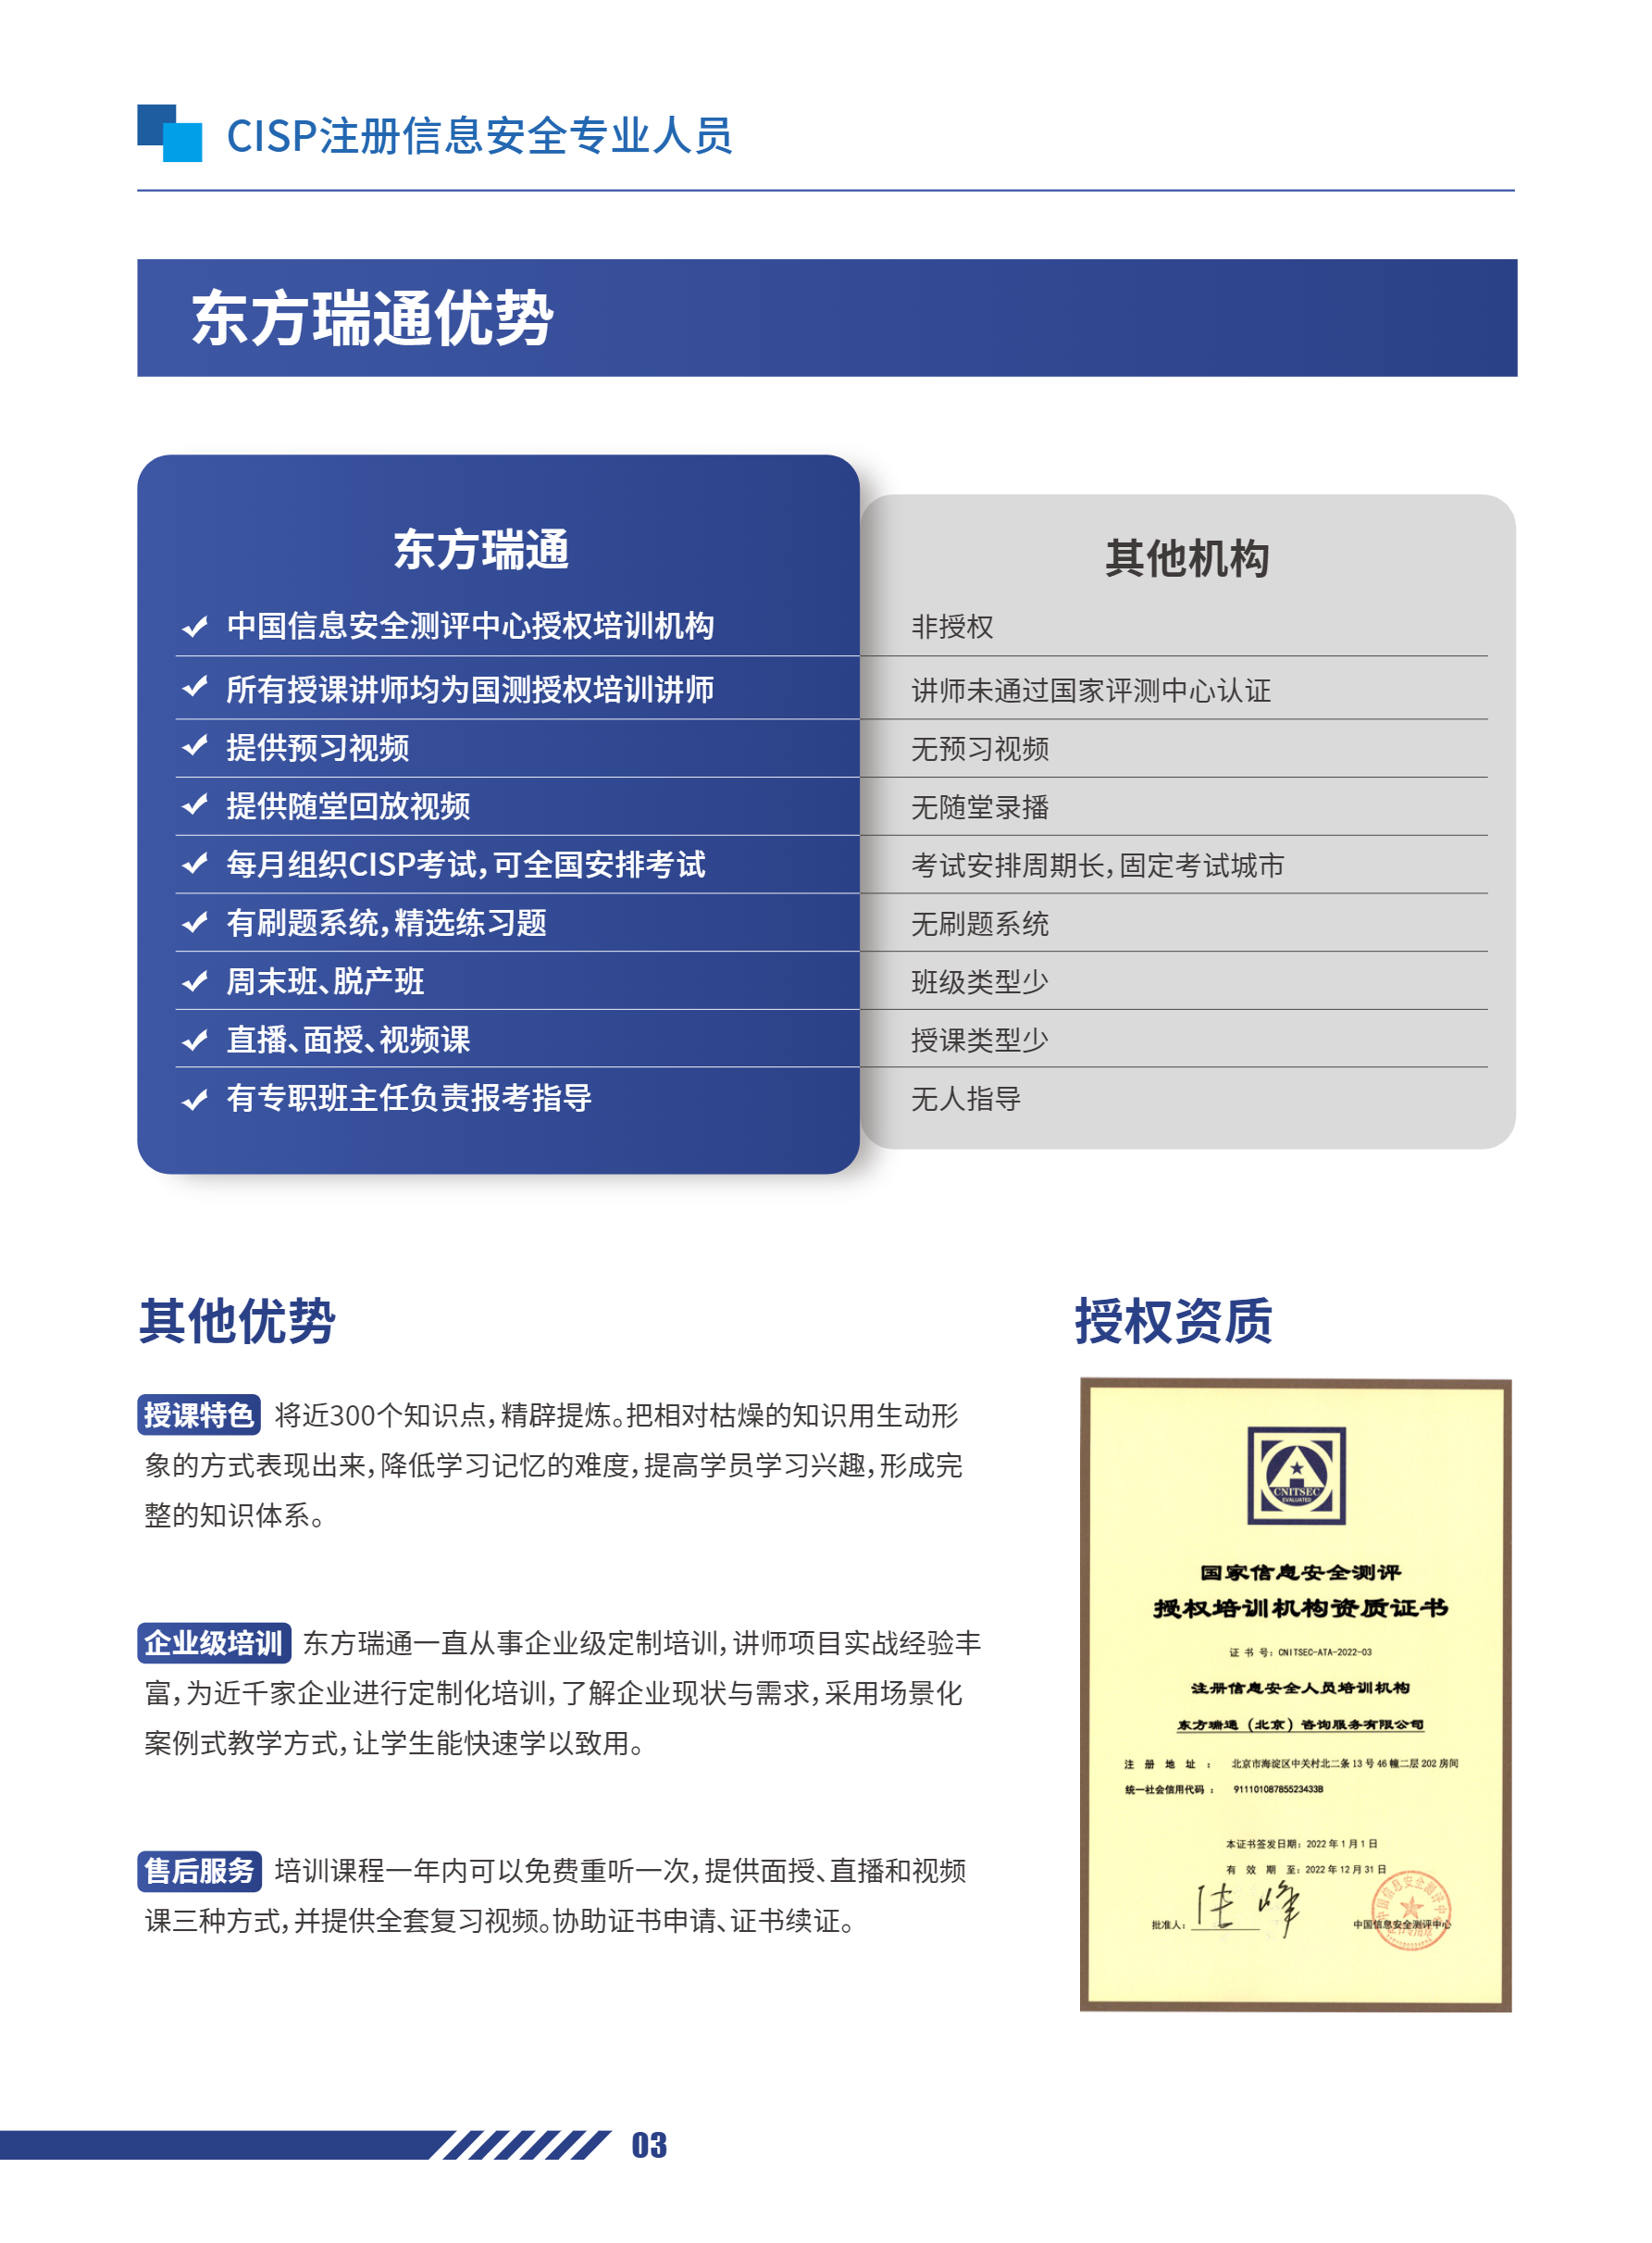 CISP注册信息安全专业人员
东方瑞通优势
东方瑞通
中国信息安全测评中心授权培训机构
所有授课讲师均为国测授权培训讲师
提供预习视频
提供随堂回放视频
每月组织CISP考试，可全国安排考试
有刷题系统，精选练习题
周末班、脱产班
直播、面授、视频课
有专职班主任负责报考指导
其他机构
非授权
讲师未通过国家评测中心认证
无预习视频
无随堂录播
考试安排周期长，固定考试城市
无刷题系统
班级类型少
授课类型少
无人指导
其他优势
授课特色 将近300个知识点，精辟提炼。把相对枯燥的知识用生动形
象的方式表现出来，降低学习记忆的难度，提高学员学习兴趣，形成完
整的知识体系。
企业级培训 东方瑞通一直从事企业级定制培训，讲师项目实战经验丰
富，为近千家企业进行定制化培训，了解企业现状与需求，采用场景化
案例式教学方式，让学生能快速学以致用。
售后服务 培训课程一年内可以免费重听一次，提供面授、直播和视频
课三种方式，并提供全套复习视频。协助证书申请、证书续证。
授权资质
CNITSEC
EVALUATED
国家信息安全测评
授权培训机构资质证书
证 书 号：CNITSEC-ATA-2022-03
注册信息安全人员培训机构
东方瑞通（北京）咨询服务有限公司
注 册 地 址 ： 北京市海淀区中关村北二条 13 号 46 幢二层 202 房间
统一社会信用代码 ： 91110108785523433B
本证书签发日期：2022 年 1 月 1 日
有 效 期 至：2022 年 12 月 31 日
批准人：
中国信息安全测评中心
03